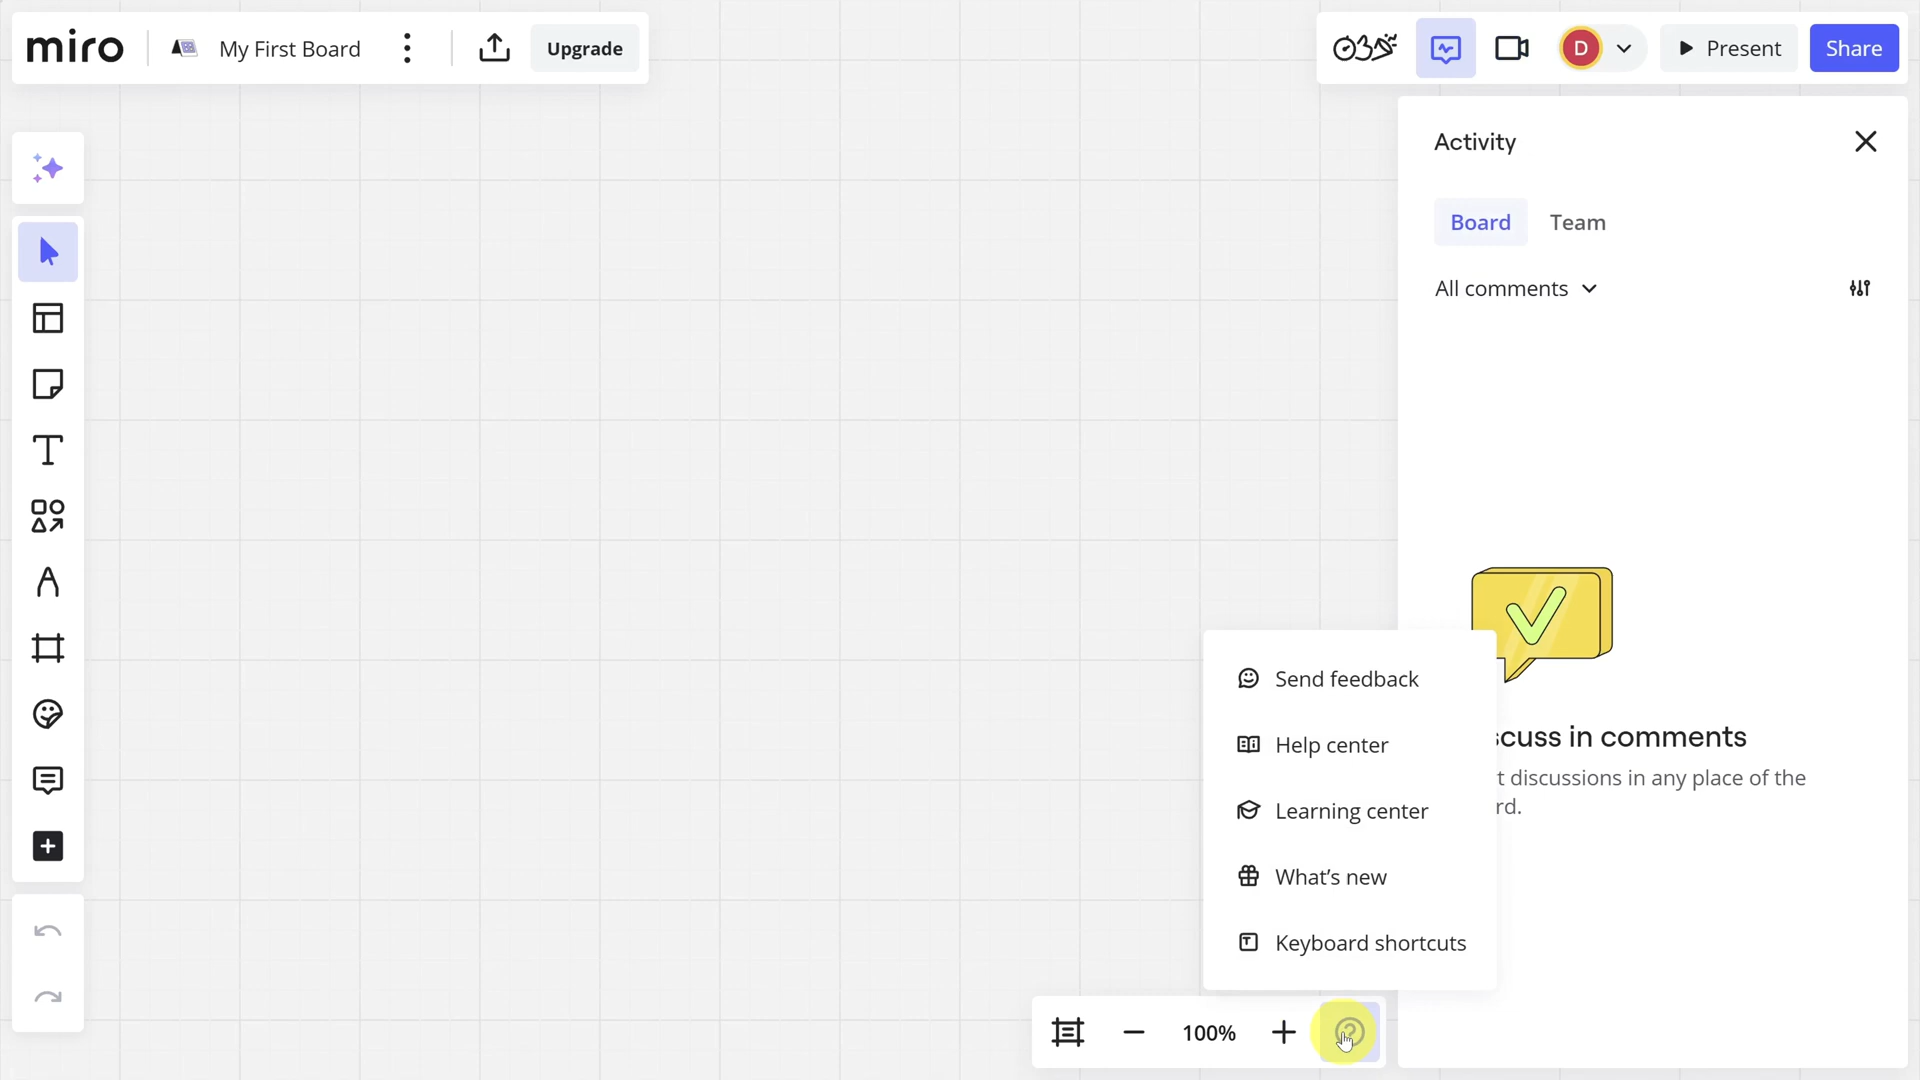 miro
My First Board
Upgrade
D
Present
Share
Activity
Board
Team
All comments
Send feedback
Help center
Learning center
What's new
Keyboard shortcuts
scuss in comments
t discussions in any place of the
rd.
100%